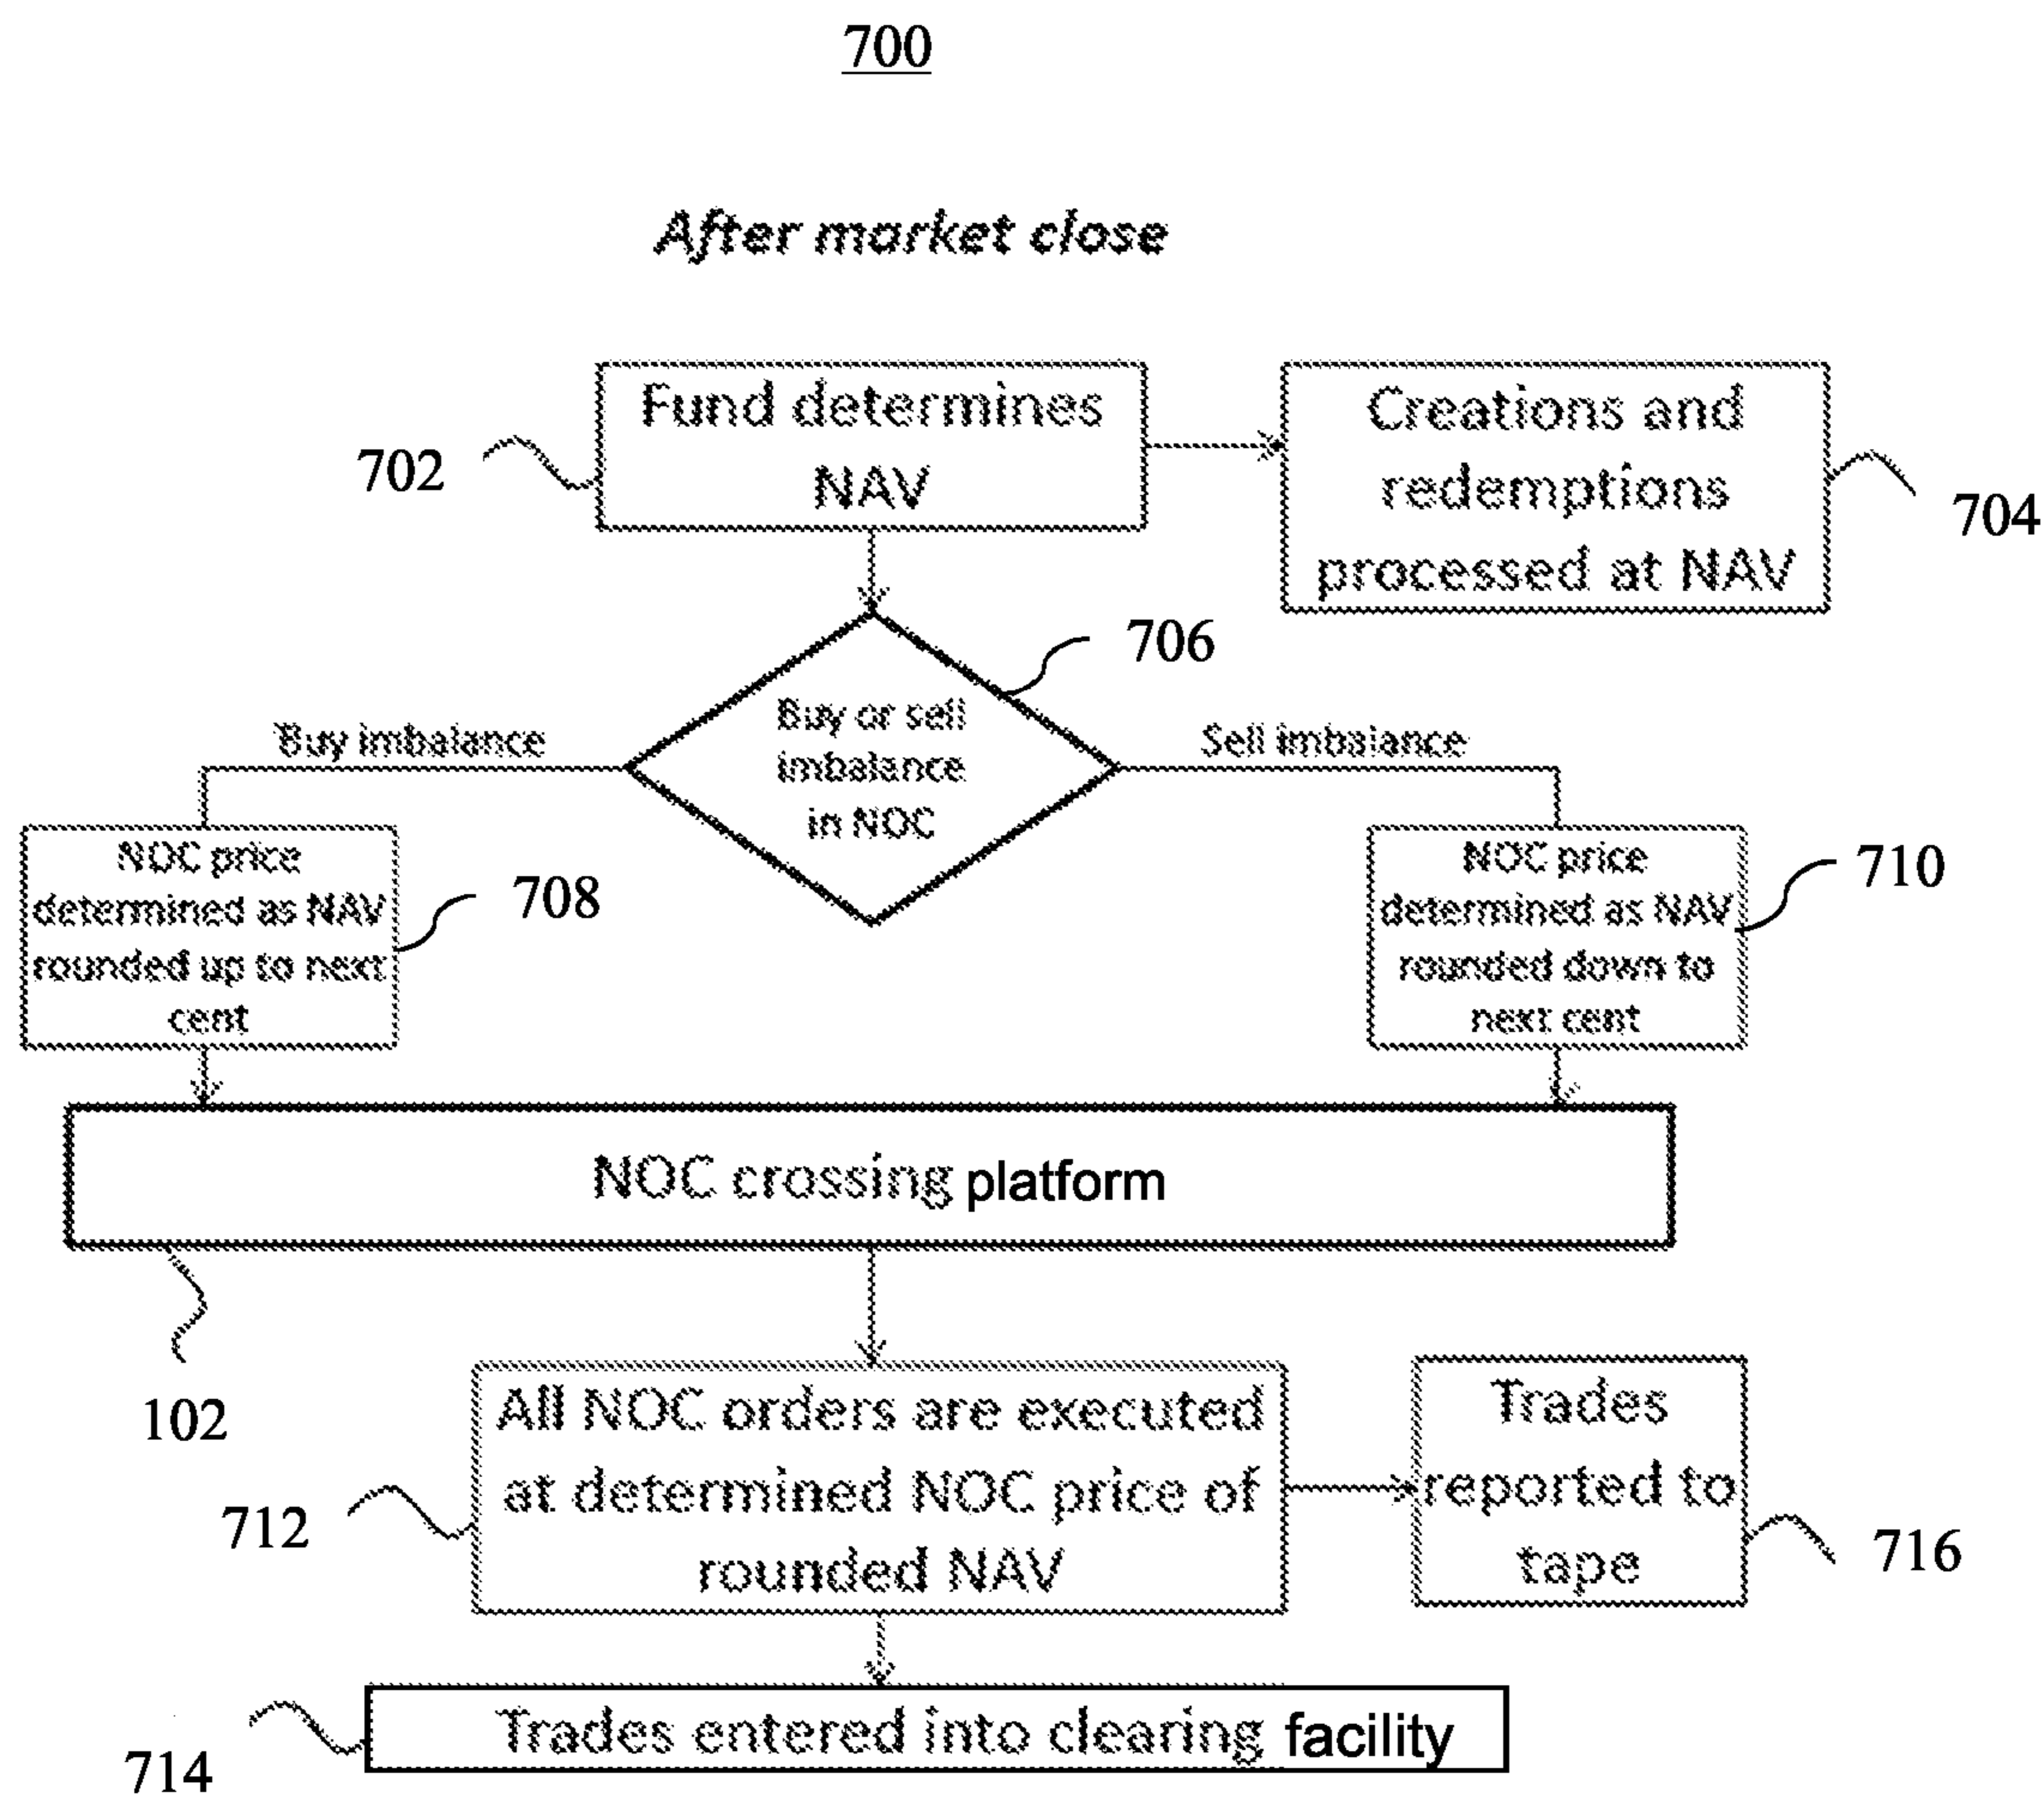 700
After market close
Fund determines
NAV
702
Creations and
redemptions
processed at NAV
704
706
Buy or sell
imbalance
in NOC
Buy imbalance
Sell imbalance
NOC price
determined as NAV
rounded up to next
cent
708
NOC price
determined as NAV
rounded down to
next cent
710
NOC crossing platform
102
All NOC orders are executed
at determined NOC price of
rounded NAV
712
Trades
reported to
tape
716
Trades entered into clearing facility
714